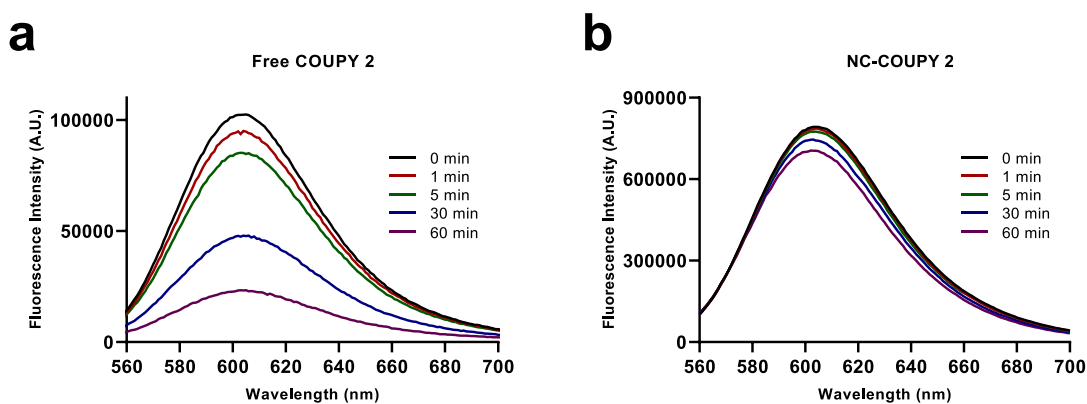 a
Free COUPY 2
Fluorescence Intensity (A.U.)
100000
50000
0
560 580 600 620 640 660 680 700
Wavelength (nm)
0 min
1 min
5 min
30 min
60 min
b
NC-COUPY 2
Fluorescence Intensity (A.U.)
900000
600000
300000
0
560 580 600 620 640 660 680 700
Wavelength (nm)
0 min
1 min
5 min
30 min
60 min